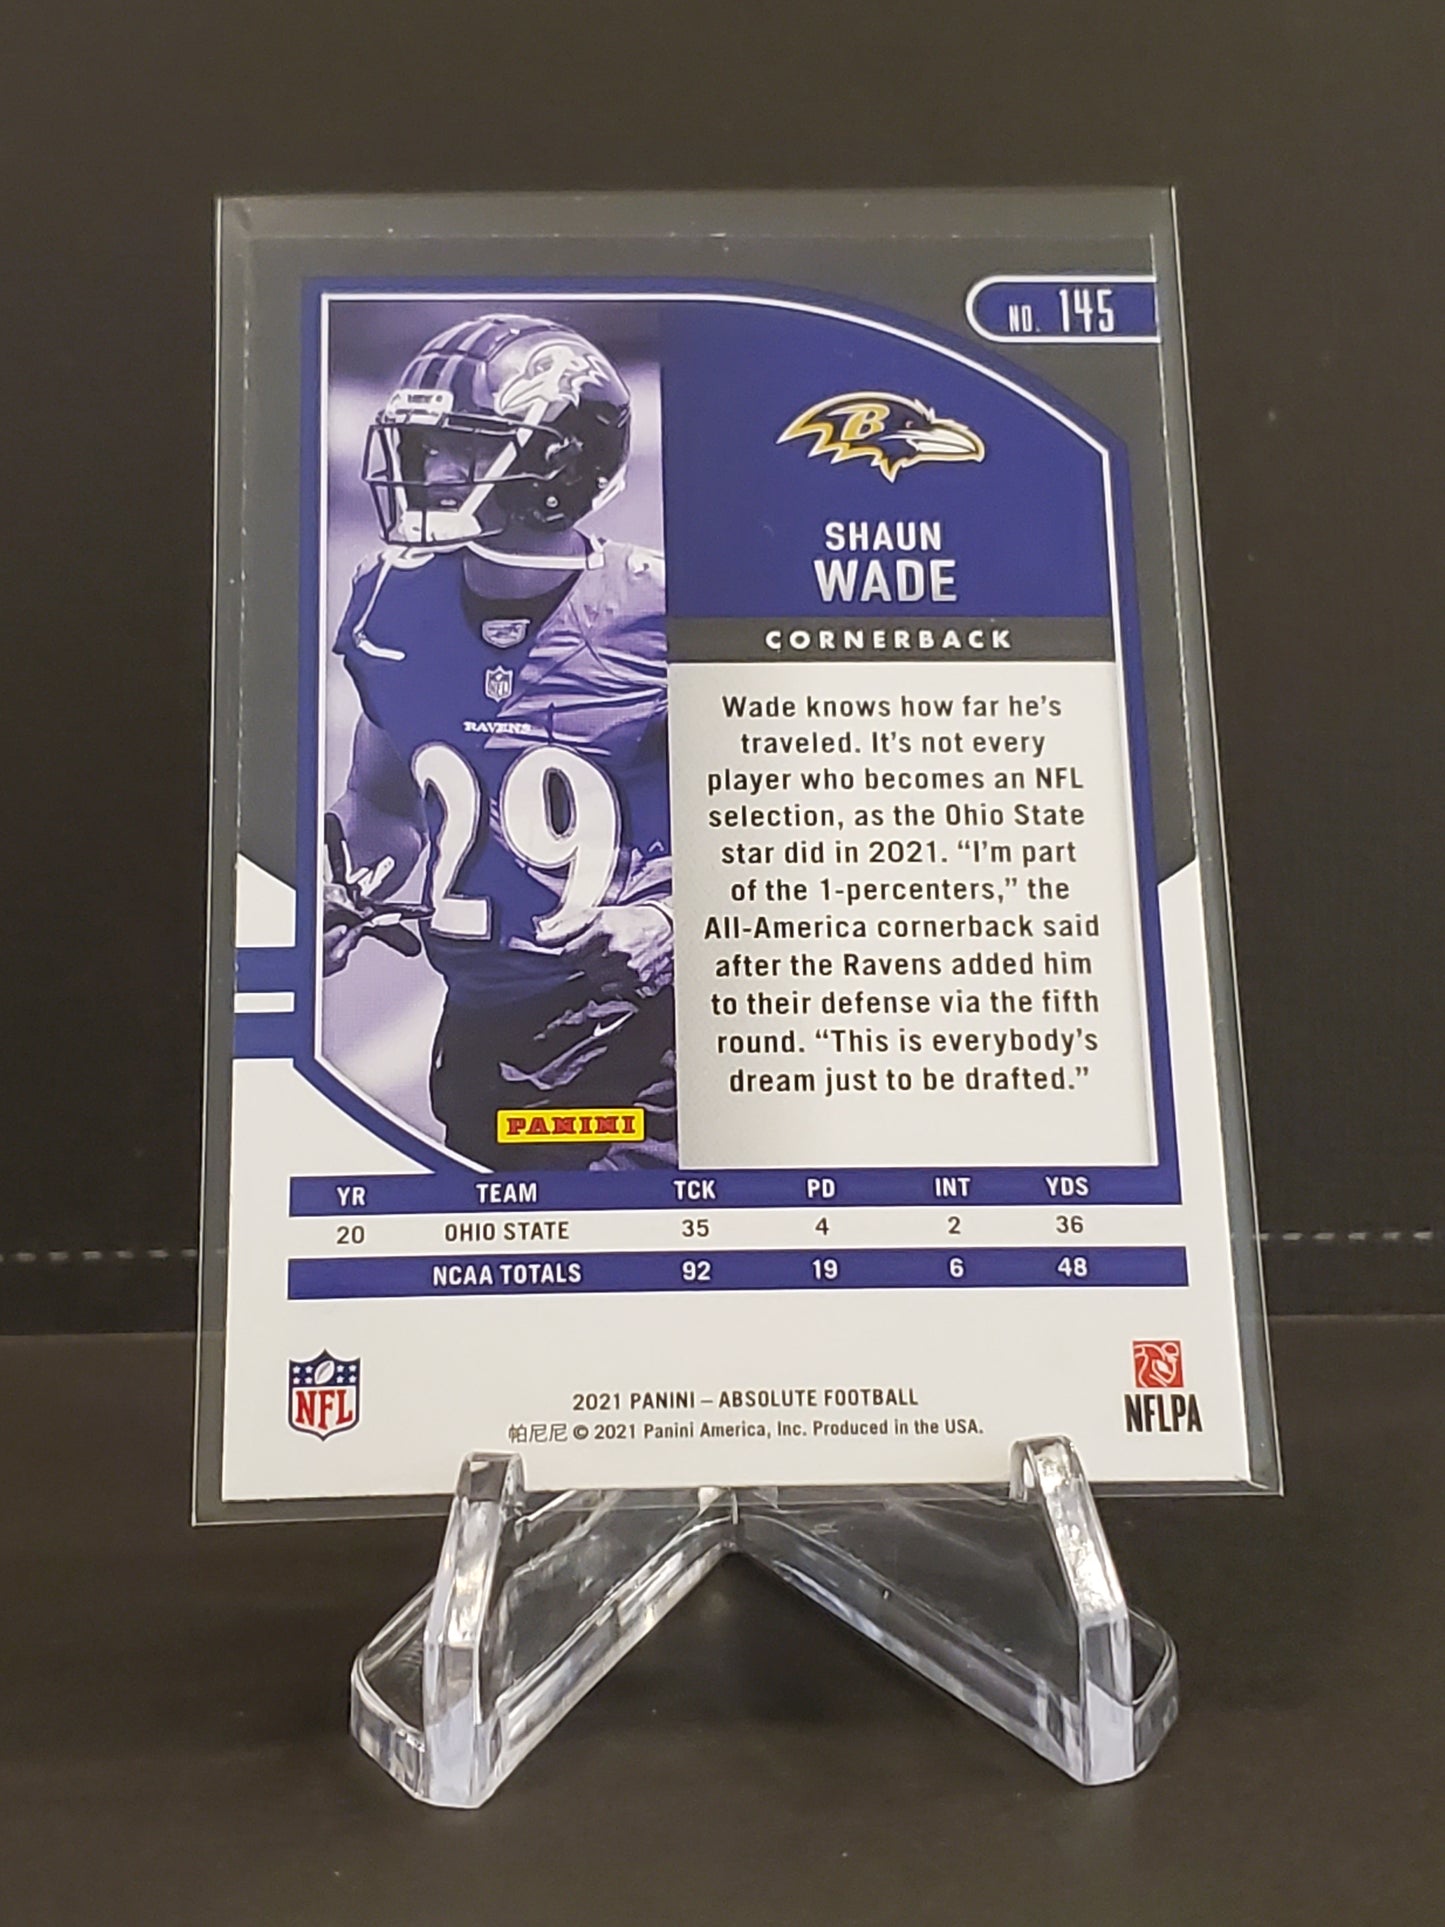 NO. 145
B
SHAUN
WADE
CORNERBACK
RAVENS
29
Wade knows how far he's
traveled. It's not every
player who becomes an NFL
selection, as the Ohio State
star did in 2021. “I'm part
of the 1-percenters,” the
All-America cornerback said
after the Ravens added him
to their defense via the fifth
round. “This is everybody's
dream just to be drafted.”
PANINI
YR TEAM TCK PD INT YDS
20 OHIO STATE 35 4 2 36
NCAA TOTALS 92 19 6 48
NFL
2021 PANINI – ABSOLUTE FOOTBALL
帕尼尼 © 2021 Panini America, Inc. Produced in the USA.
NFLPA